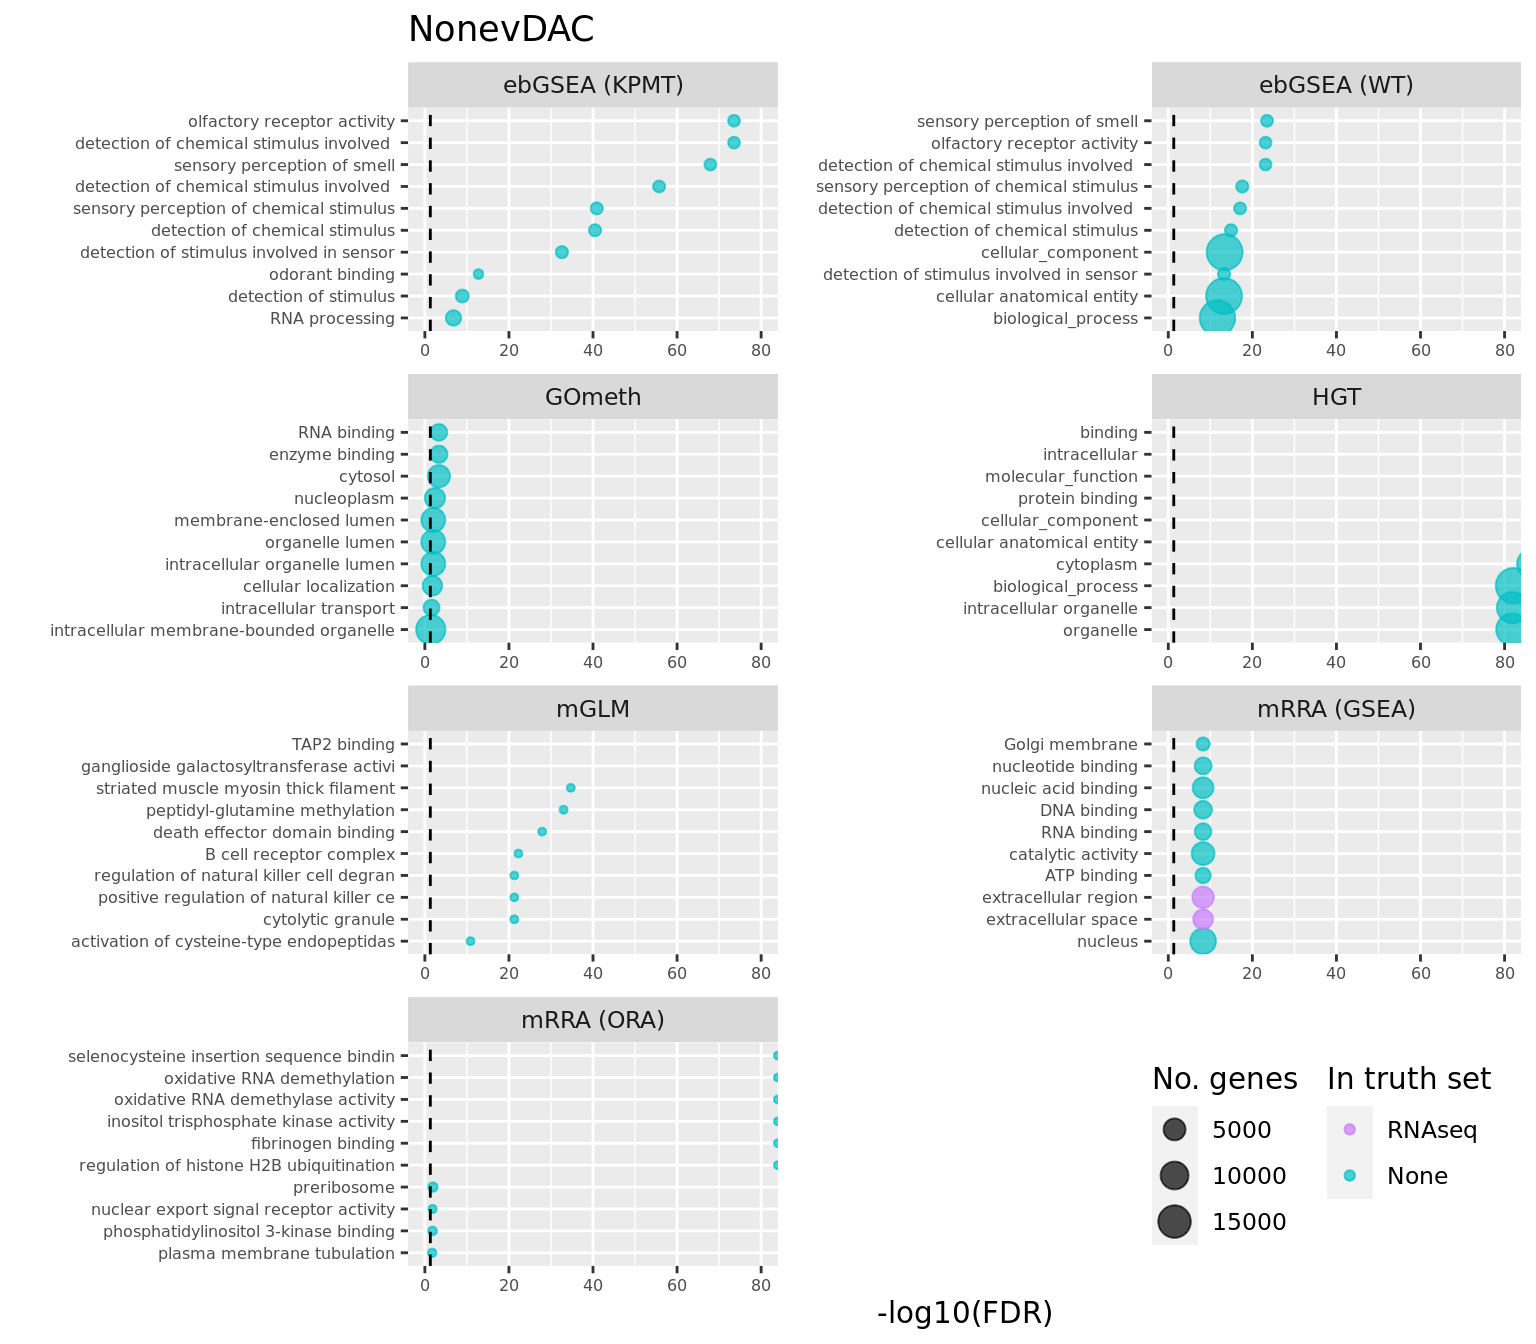 NonevDAC
ebGSEA (KPMT)
olfactory receptor activity
detection of chemical stimulus involved
sensory perception of smell
detection of chemical stimulus involved
sensory perception of chemical stimulus
detection of chemical stimulus
detection of stimulus involved in sensor
odorant binding
detection of stimulus
RNA processing
0 20 40 60 80
ebGSEA (WT)
sensory perception of smell
olfactory receptor activity
detection of chemical stimulus involved
sensory perception of chemical stimulus
detection of chemical stimulus involved
detection of chemical stimulus
cellular_component
detection of stimulus involved in sensor
cellular anatomical entity
biological_process
0 20 40 60 80
GOmeth
RNA binding
enzyme binding
cytosol
nucleoplasm
membrane-enclosed lumen
organelle lumen
intracellular organelle lumen
cellular localization
intracellular transport
intracellular membrane-bounded organelle
0 20 40 60 80
HGT
binding
intracellular
molecular_function
protein binding
cellular_component
cellular anatomical entity
cytoplasm
biological_process
intracellular organelle
organelle
0 20 40 60 80
mGLM
TAP2 binding
ganglioside galactosyltransferase activi
striated muscle myosin thick filament
peptidyl-glutamine methylation
death effector domain binding
B cell receptor complex
regulation of natural killer cell degran
positive regulation of natural killer ce
cytolytic granule
activation of cysteine-type endopeptidas
0 20 40 60 80
mRRA (GSEA)
Golgi membrane
nucleotide binding
nucleic acid binding
DNA binding
RNA binding
catalytic activity
ATP binding
extracellular region
extracellular space
nucleus
0 20 40 60 80
mRRA (ORA)
selenocysteine insertion sequence bindin
oxidative RNA demethylation
oxidative RNA demethylase activity
inositol trisphosphate kinase activity
fibrinogen binding
regulation of histone H2B ubiquitination
preribosome
nuclear export signal receptor activity
phosphatidylinositol 3-kinase binding
plasma membrane tubulation
0 20 40 60 80
No. genes
5000
10000
15000
In truth set
RNAseq
None
-log10(FDR)